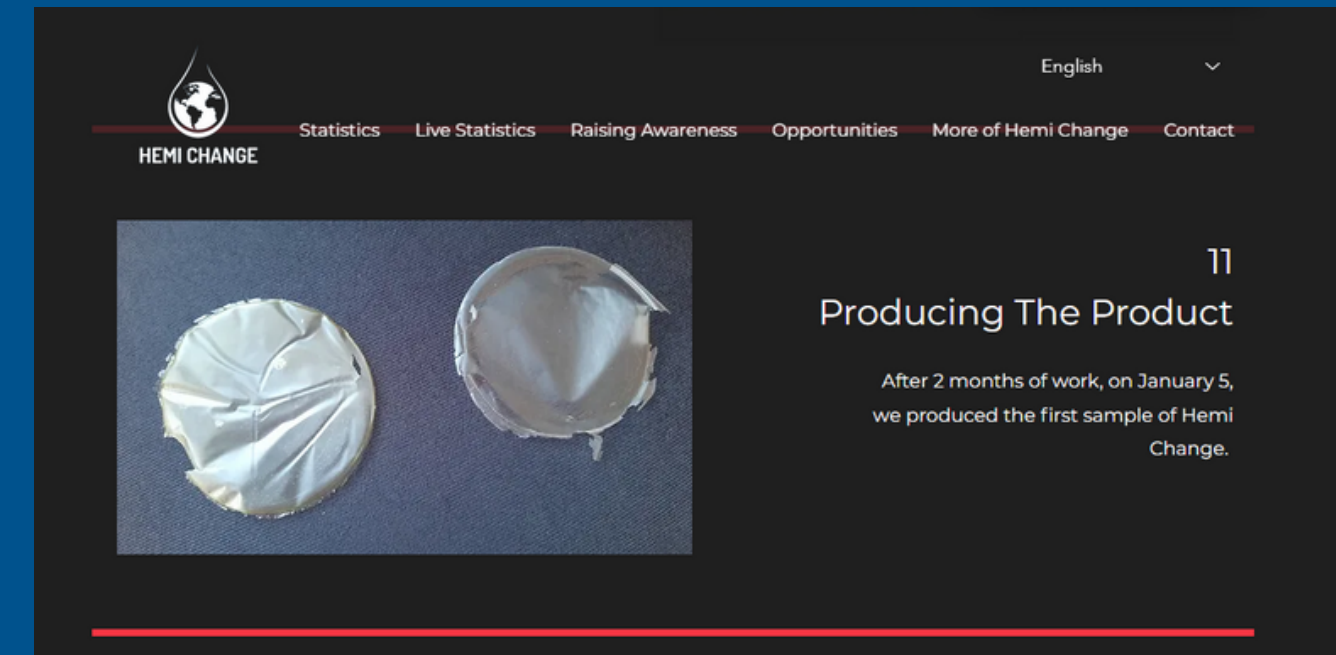 English
Statistics Live Statistics Raising Awareness Opportunities More of Hemi Change Contact
HEMI CHANGE
11
Producing The Product
After 2 months of work, on January 5,
we produced the first sample of Hemi
Change.